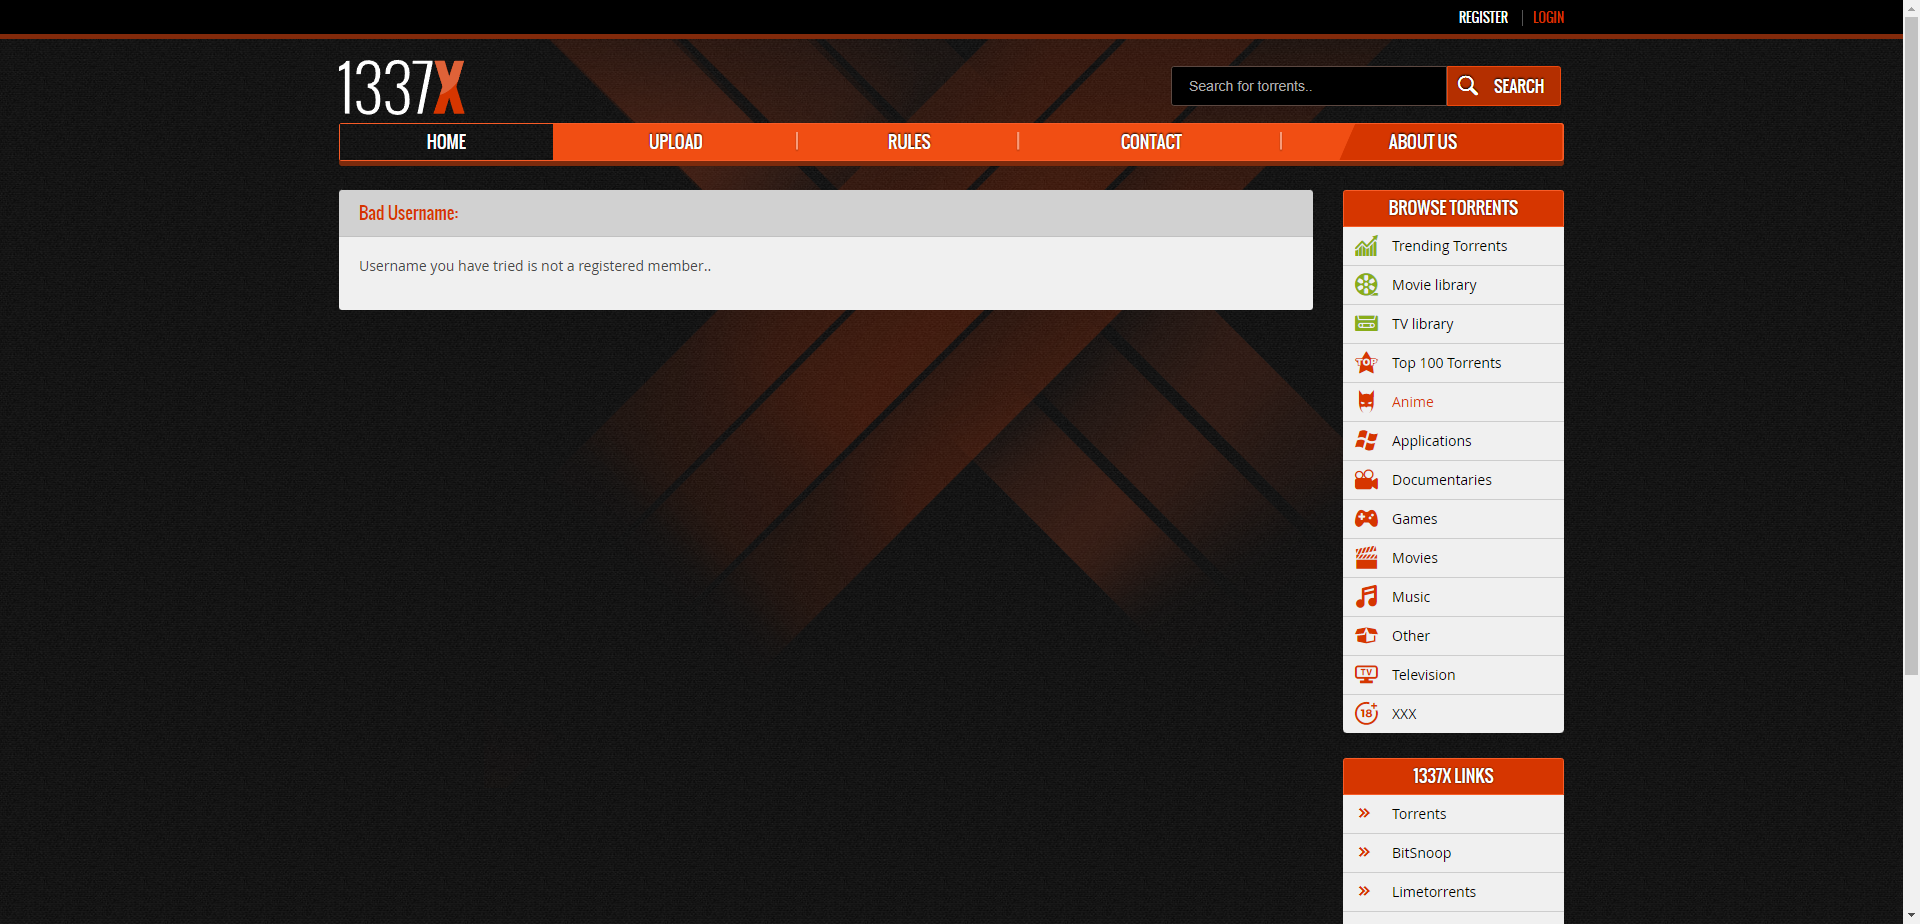 REGISTER
LOGIN
1337X
Search for torrents..
SEARCH
HOME
UPLOAD
RULES
CONTACT
ABOUT US
Bad Username:
Username you have tried is not a registered member..
BROWSE TORRENTS
Trending Torrents
Movie library
TV library
TOP
Top 100 Torrents
Anime
Applications
Documentaries
Games
Movies
Music
Other
TV
Television
18+
XXX
1337X LINKS
Torrents
BitSnoop
Limetorrents